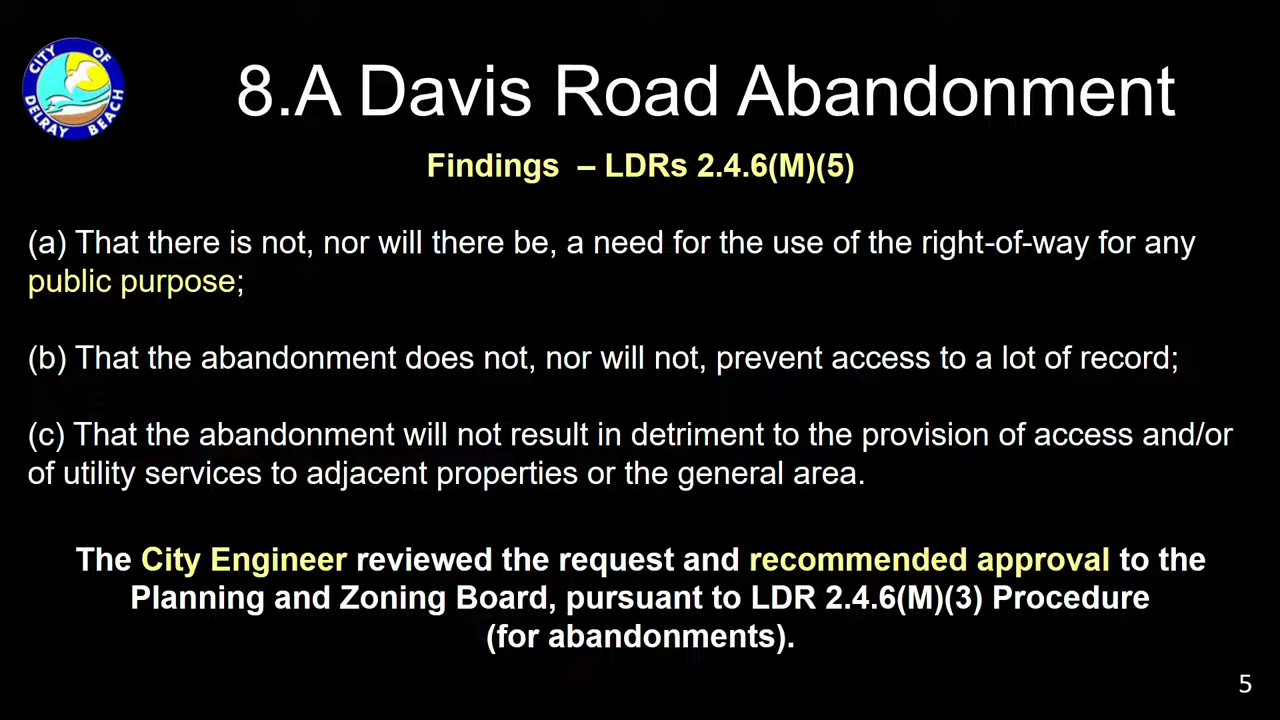 CITY OF
DELRAY BEACH
8.A Davis Road Abandonment
Findings – LDRs 2.4.6(M)(5)
(a) That there is not, nor will there be, a need for the use of the right-of-way for any
public purpose;
(b) That the abandonment does not, nor will not, prevent access to a lot of record;
(c) That the abandonment will not result in detriment to the provision of access and/or
of utility services to adjacent properties or the general area.
The City Engineer reviewed the request and recommended approval to the
Planning and Zoning Board, pursuant to LDR 2.4.6(M)(3) Procedure
(for abandonments).
5